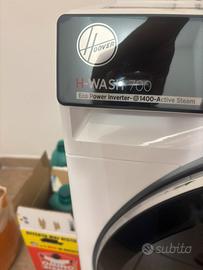 HOOVER
H-WASH 700
Eco Power Inverter-@1400-Active Steam
subito